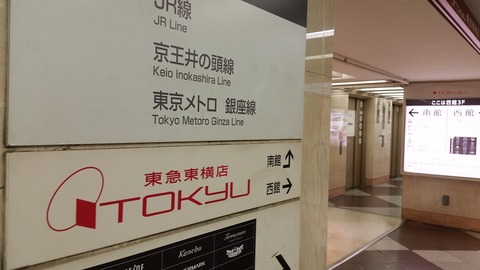 JR線
JR Line
京王井の頭線
Keio Inokashira Line
東京メトロ 銀座線
Tokyo Metoro Ginza Line
東急東横店
TOKYU
南館
西館
Kanebo
ここは西館3F
南館 西館